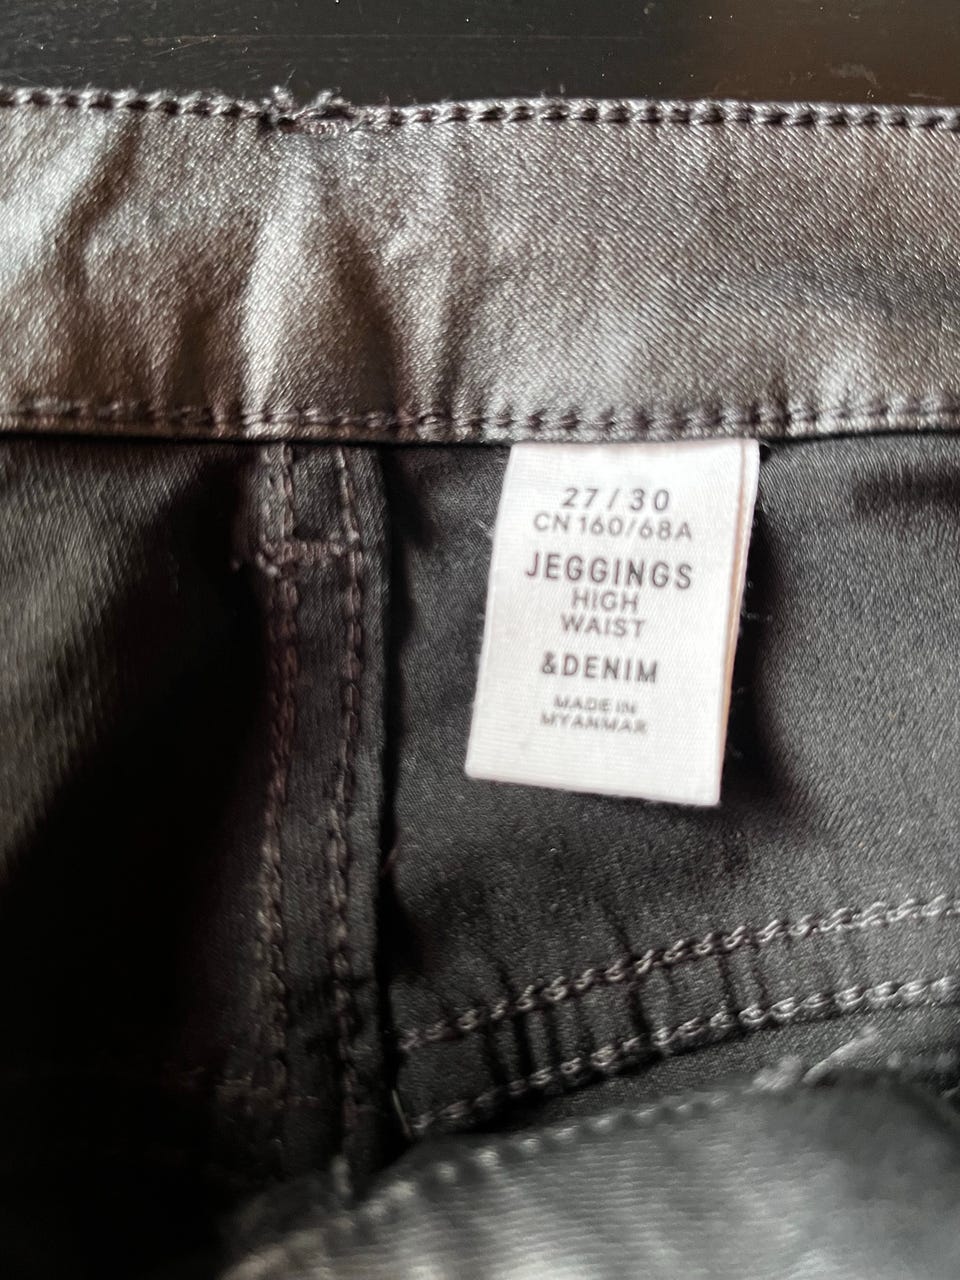 27/30
CN 160/68A
JEGGINGS
HIGH
WAIST
&DENIM
MADE IN
MYANMAR